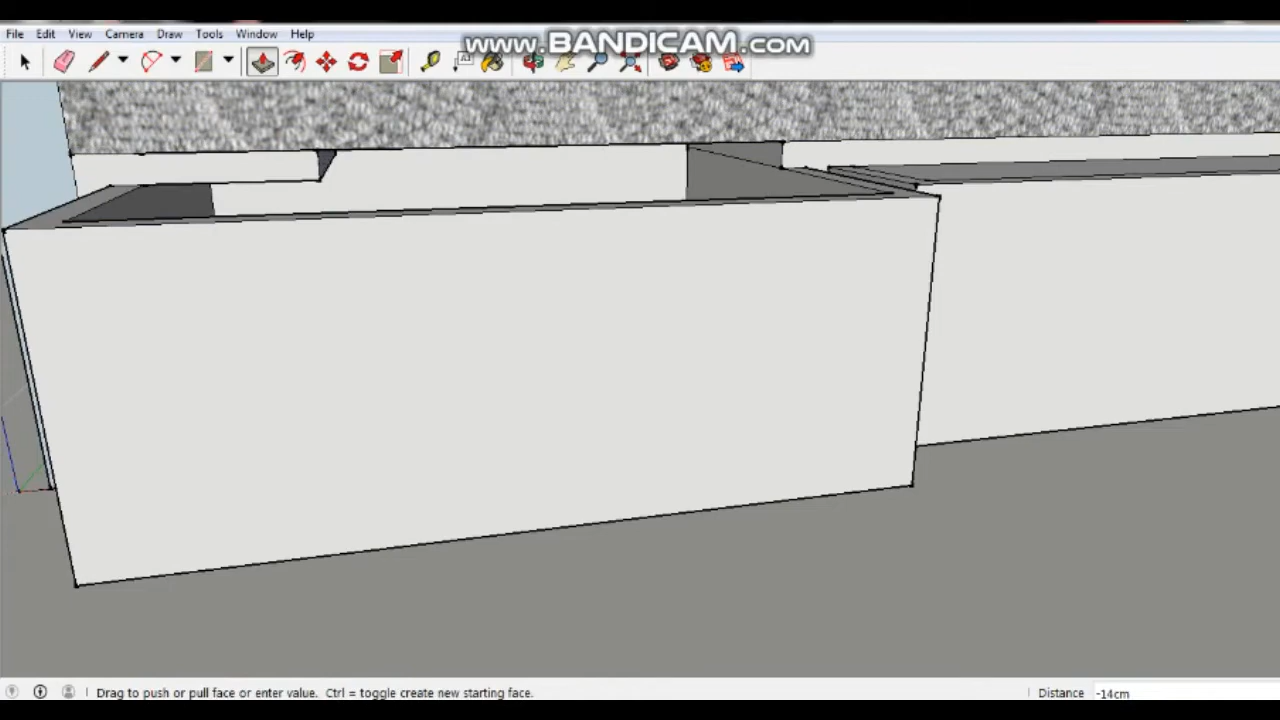 www.BANDICAM.com
File Edit View Camera Draw Tools Window Help
Drag to push or pull face or enter value. Ctrl = toggle create new starting face.
Distance -14cm